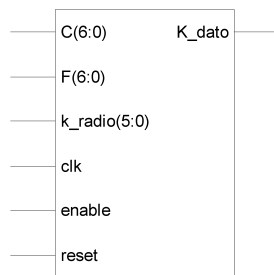 C(6:0) K_dato
F(6:0)
k_radio(5:0)
clk
enable
reset